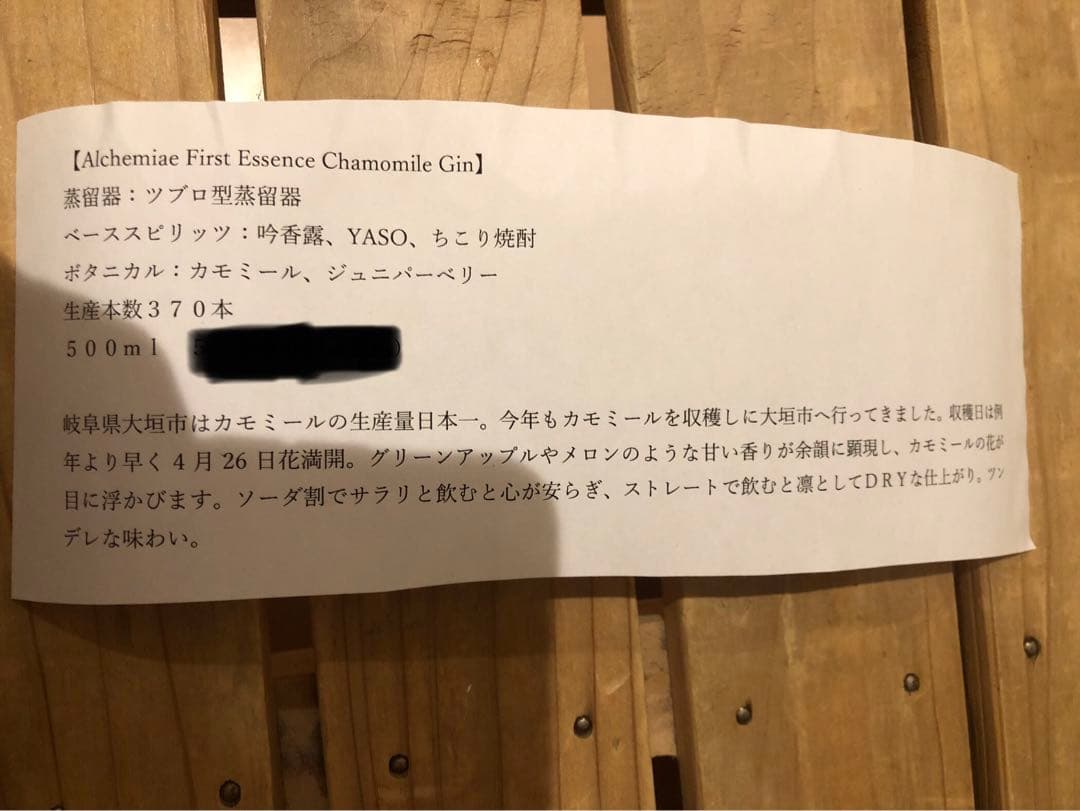 【Alchemiae First Essence Chamomile Gin】
蒸留器：ツブロ型蒸留器
ベーススピリッツ：吟香露、YASO、ちこり焼酎
ボタニカル：カモミール、ジュニパーベリー
生産本数３７０本
５００ｍｌ
岐阜県大垣市はカモミールの生産量日本一。今年もカモミールを収穫しに大垣市へ行ってきました。収穫日は例
年より早く４月 26 日花満開。グリーンアップルやメロンのような甘い香りが余韻に顕現し、カモミールの花が
目に浮かびます。ソーダ割でサラリと飲むと心が安らぎ、ストレートで飲むと凛としてＤＲＹな仕上がり。ツン
デレな味わい。